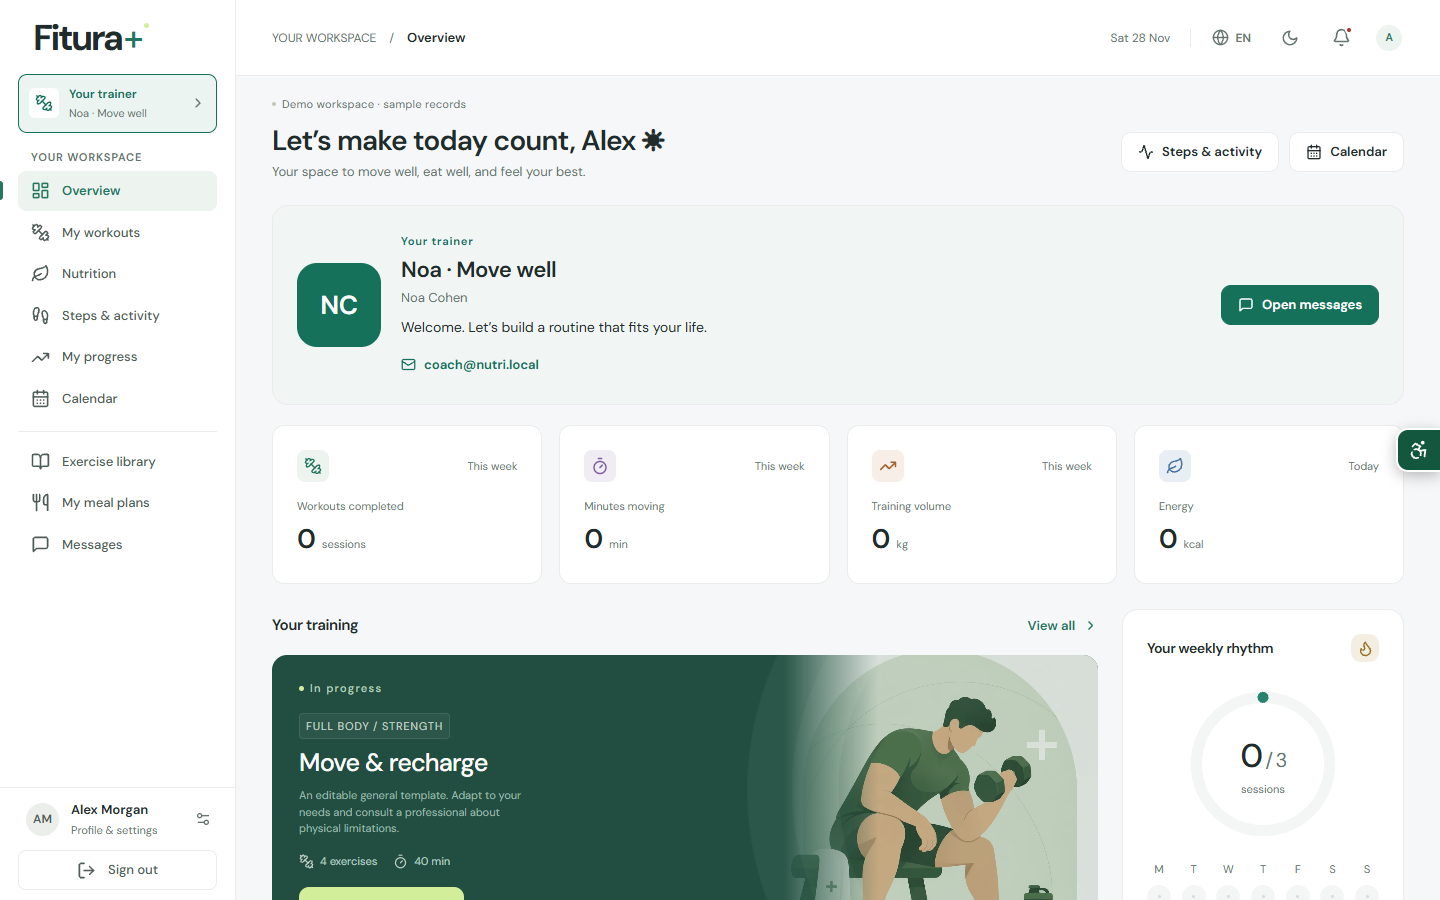 Fitura+
Your trainer
Noa · Move well
YOUR WORKSPACE
Overview
My workouts
Nutrition
Steps & activity
My progress
Calendar
Exercise library
My meal plans
Messages
AM
Alex Morgan
Profile & settings
Sign out
YOUR WORKSPACE / Overview
Sat 28 Nov
EN
A
Demo workspace · sample records
Let's make today count, Alex
Your space to move well, eat well, and feel your best.
Steps & activity
Calendar
Your trainer
NC
Noa · Move well
Noa Cohen
Welcome. Let's build a routine that fits your life.
coach@nutri.local
Open messages
This week
Workouts completed
0 sessions
This week
Minutes moving
0 min
This week
Training volume
0 kg
Today
Energy
0 kcal
Your training
View all
In progress
FULL BODY / STRENGTH
Move & recharge
An editable general template. Adapt to your
needs and consult a professional about
physical limitations.
4 exercises
40 min
Your weekly rhythm
0/3
sessions
M T W T F S S